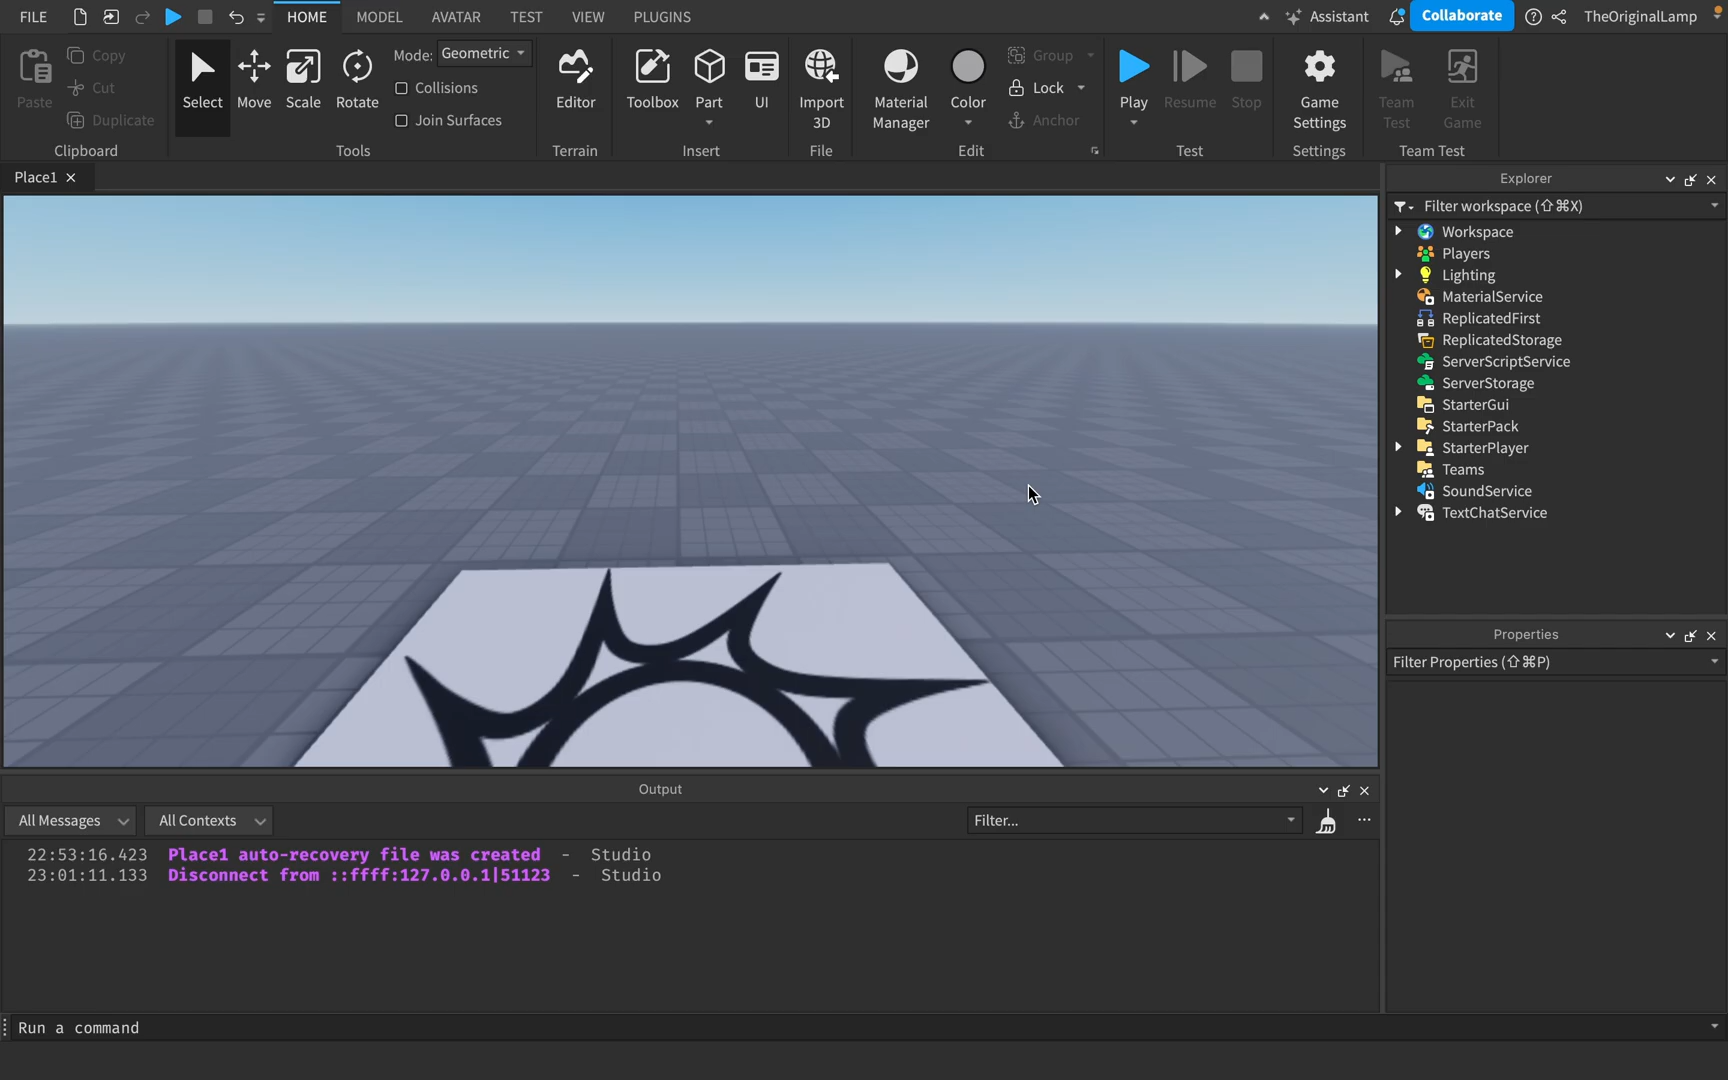 FILE
HOME
MODEL
AVATAR
TEST
VIEW
PLUGINS
Assistant
Collaborate
TheOriginalLamp
Paste
Copy
Cut
Duplicate
Clipboard
Select
Move
Scale
Rotate
Mode: Geometric
Collisions
Join Surfaces
Tools
Editor
Terrain
Toolbox
Part
UI
Insert
Import
3D
File
Material
Manager
Color
Group
Lock
Anchor
Edit
Play
Resume
Stop
Test
Game
Settings
Settings
Team
Test
Exit
Game
Team Test
Place1
Explorer
Filter workspace (⇧⌘X)
Workspace
Players
Lighting
MaterialService
ReplicatedFirst
ReplicatedStorage
ServerScriptService
ServerStorage
StarterGui
StarterPack
StarterPlayer
Teams
SoundService
TextChatService
Properties
Filter Properties (⇧⌘P)
Output
All Messages
All Contexts
Filter...
22:53:16.423 Place1 auto-recovery file was created - Studio
23:01:11.133 Disconnect from ::ffff:127.0.0.1|51123 - Studio
Run a command